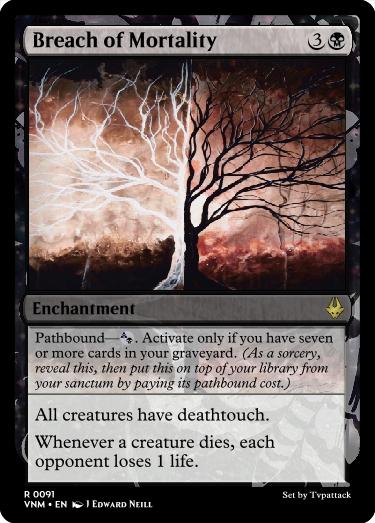 Breach of Mortality 3
Enchantment
Pathbound—. Activate only if you have seven
or more cards in your graveyard. (As a sorcery,
reveal this, then put this on top of your library from
your sanctum by paying its pathbound cost.)
All creatures have deathtouch.
Whenever a creature dies, each
opponent loses 1 life.
R 0091
VNM • EN J Edward Neill
Set by Tvpattack